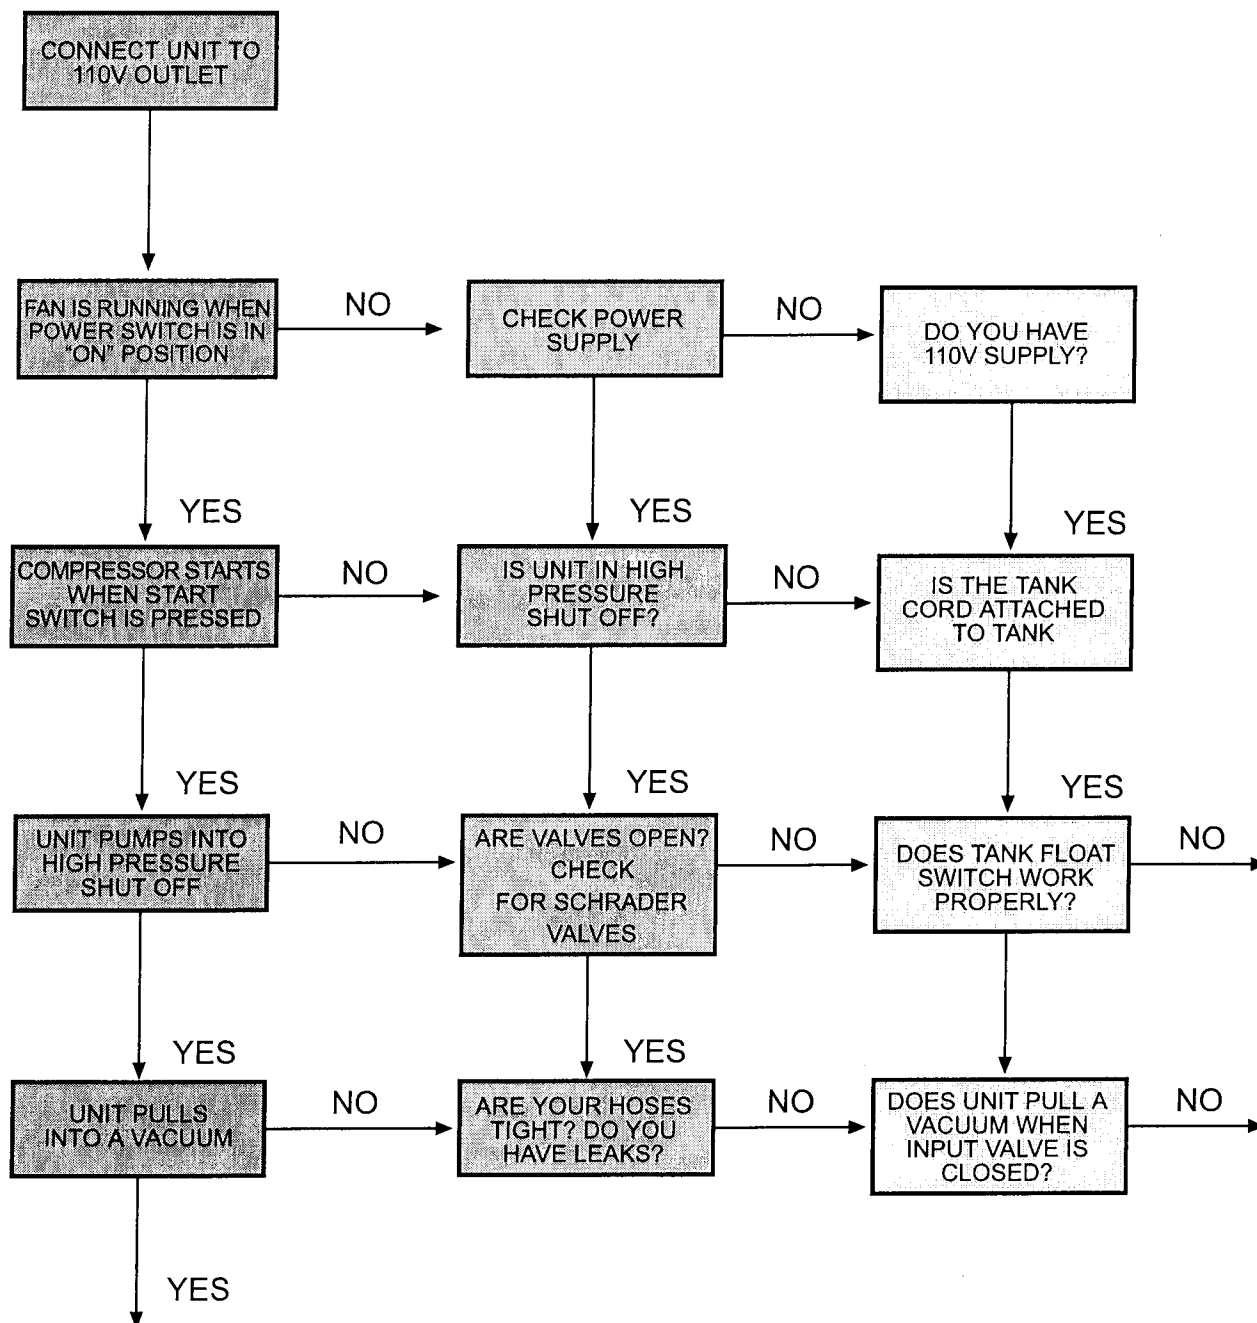 CONNECT UNIT TO
110V OUTLET
FAN IS RUNNING WHEN
POWER SWITCH IS IN
"ON" POSITION
NO
CHECK POWER
SUPPLY
NO
DO YOU HAVE
110V SUPPLY?
YES
YES
COMPRESSOR STARTS
WHEN START
SWITCH IS PRESSED
NO
IS UNIT IN HIGH
PRESSURE
SHUT OFF?
NO
IS THE TANK
CORD ATTACHED
TO TANK
YES
YES
YES
UNIT PUMPS INTO
HIGH PRESSURE
SHUT OFF
NO
ARE VALVES OPEN?
CHECK
FOR SCHRADER
VALVES
NO
DOES TANK FLOAT
SWITCH WORK
PROPERLY?
NO
YES
YES
UNIT PULLS
INTO A VACUUM
NO
ARE YOUR HOSES
TIGHT? DO YOU
HAVE LEAKS?
NO
DOES UNIT PULL A
VACUUM WHEN
INPUT VALVE IS
CLOSED?
NO
YES